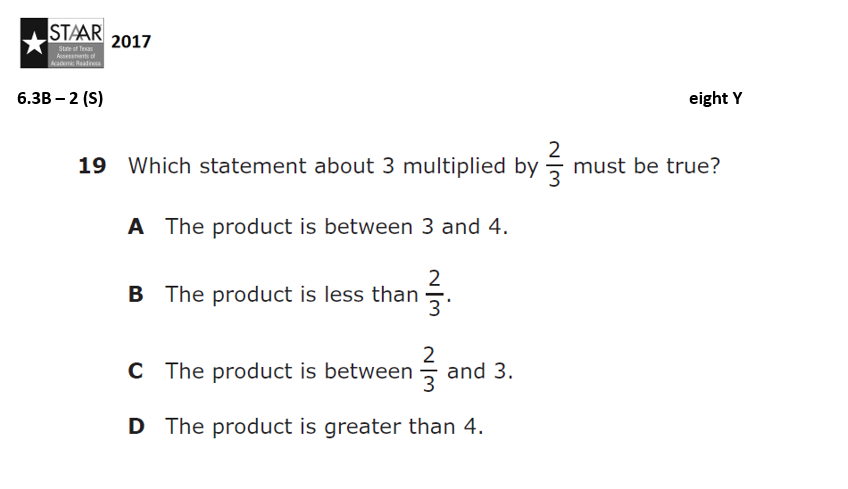 STAAR
State of Texas
Assessments of
Academic Readiness
2017
6.3B – 2 (S) eight Y
19 Which statement about 3 multiplied by 2/3 must be true?
A The product is between 3 and 4.
B The product is less than 2/3.
C The product is between 2/3 and 3.
D The product is greater than 4.